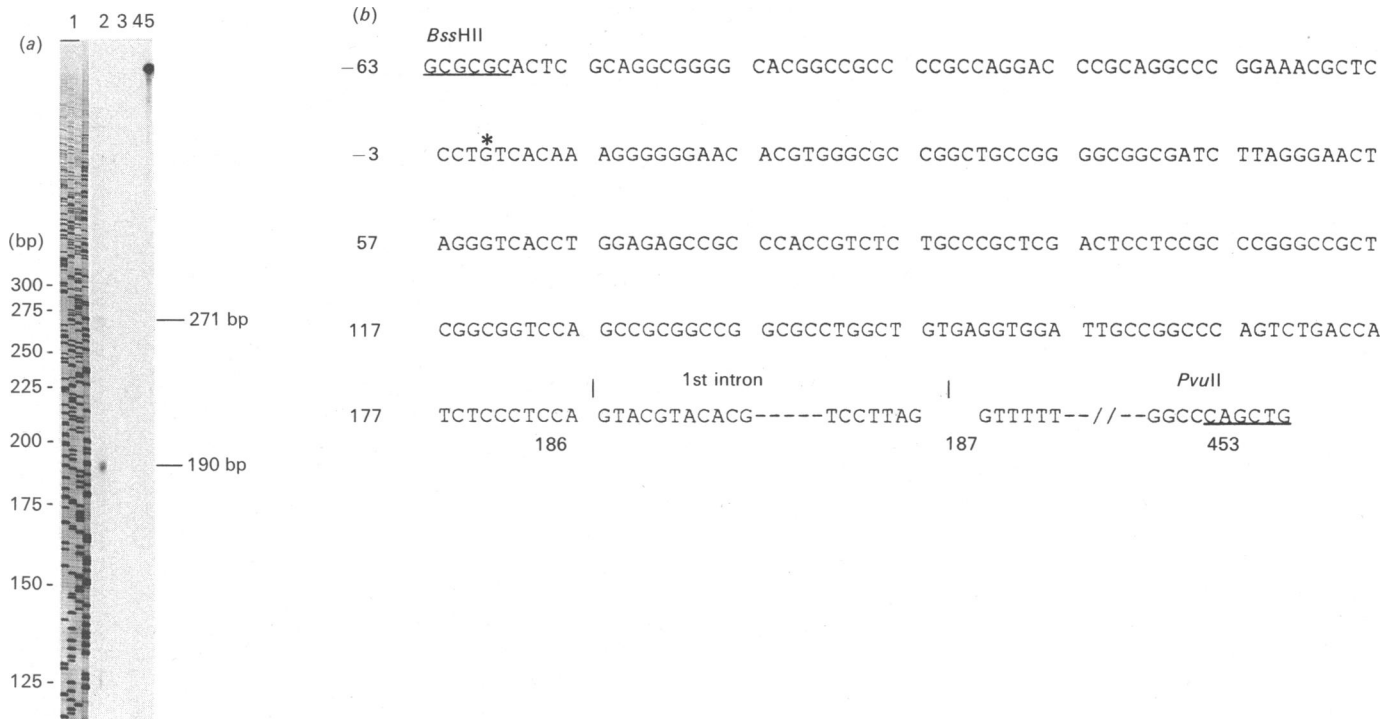 (a)
1 2 3 4 5
(bp)
300 -
275 -
250 -
225 -
200 -
175 -
150 -
125 -
271 bp
190 bp
(b)
BssHII
−63 GCGCGCACTC GCAGGCGGGG CACGGCCGCC CCGCCAGGAC CCGCAGGCCC GGAAACGCTC
*
−3 CCTGTCACAA AGGGGGGAAC ACGTGGGCGC CGGCTGCCGG GGCGGCGATC TTAGGGAACT
57 AGGGTCACCT GGAGAGCCGC CCACCGTCTC TGCCCGCTCG ACTCCTCCGC CCGGGCCGCT
117 CGGCGGTCCA GCCGCGGCCG GCGCCTGGCT GTGAGGTGGA TTGCCGGCCC AGTCTGACCA
| 1st intron | PvuII
177 TCTCCCTCCA GTACGTACACG-----TCCTTAG GTTTTT--//--GGCCCAGCTG
186 187 453